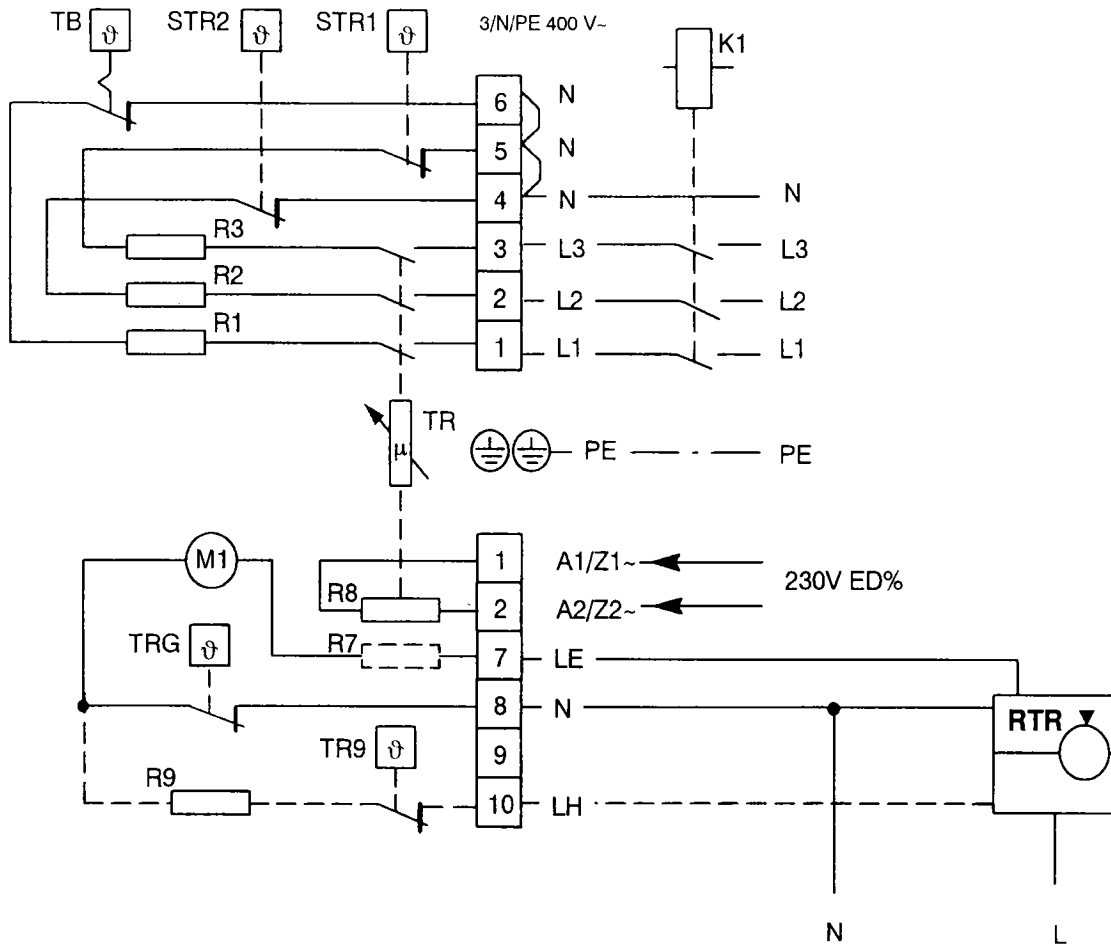 TB ϑ STR2 ϑ STR1 ϑ 3/N/PE 400 V~ K1
6 N
5 N
4 N N
R3 3 L3 L3
R2 2 L2 L2
R1 1 L1 L1
TR
μ PE PE
M1 1 A1/Z1~
230V ED%
R8 2 A2/Z2~
TRG ϑ R7 7 LE
8 N RTR
TR9 ϑ 9
R9 10 LH
N L